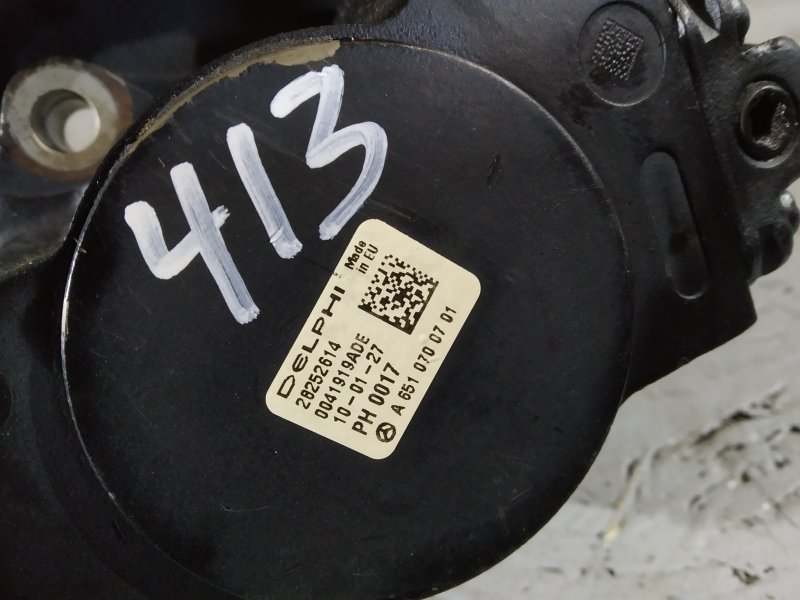 413
DELPHI Made in EU
28252614
0041919ADE
10-01-27
PH 0017
A 651 070 07 01